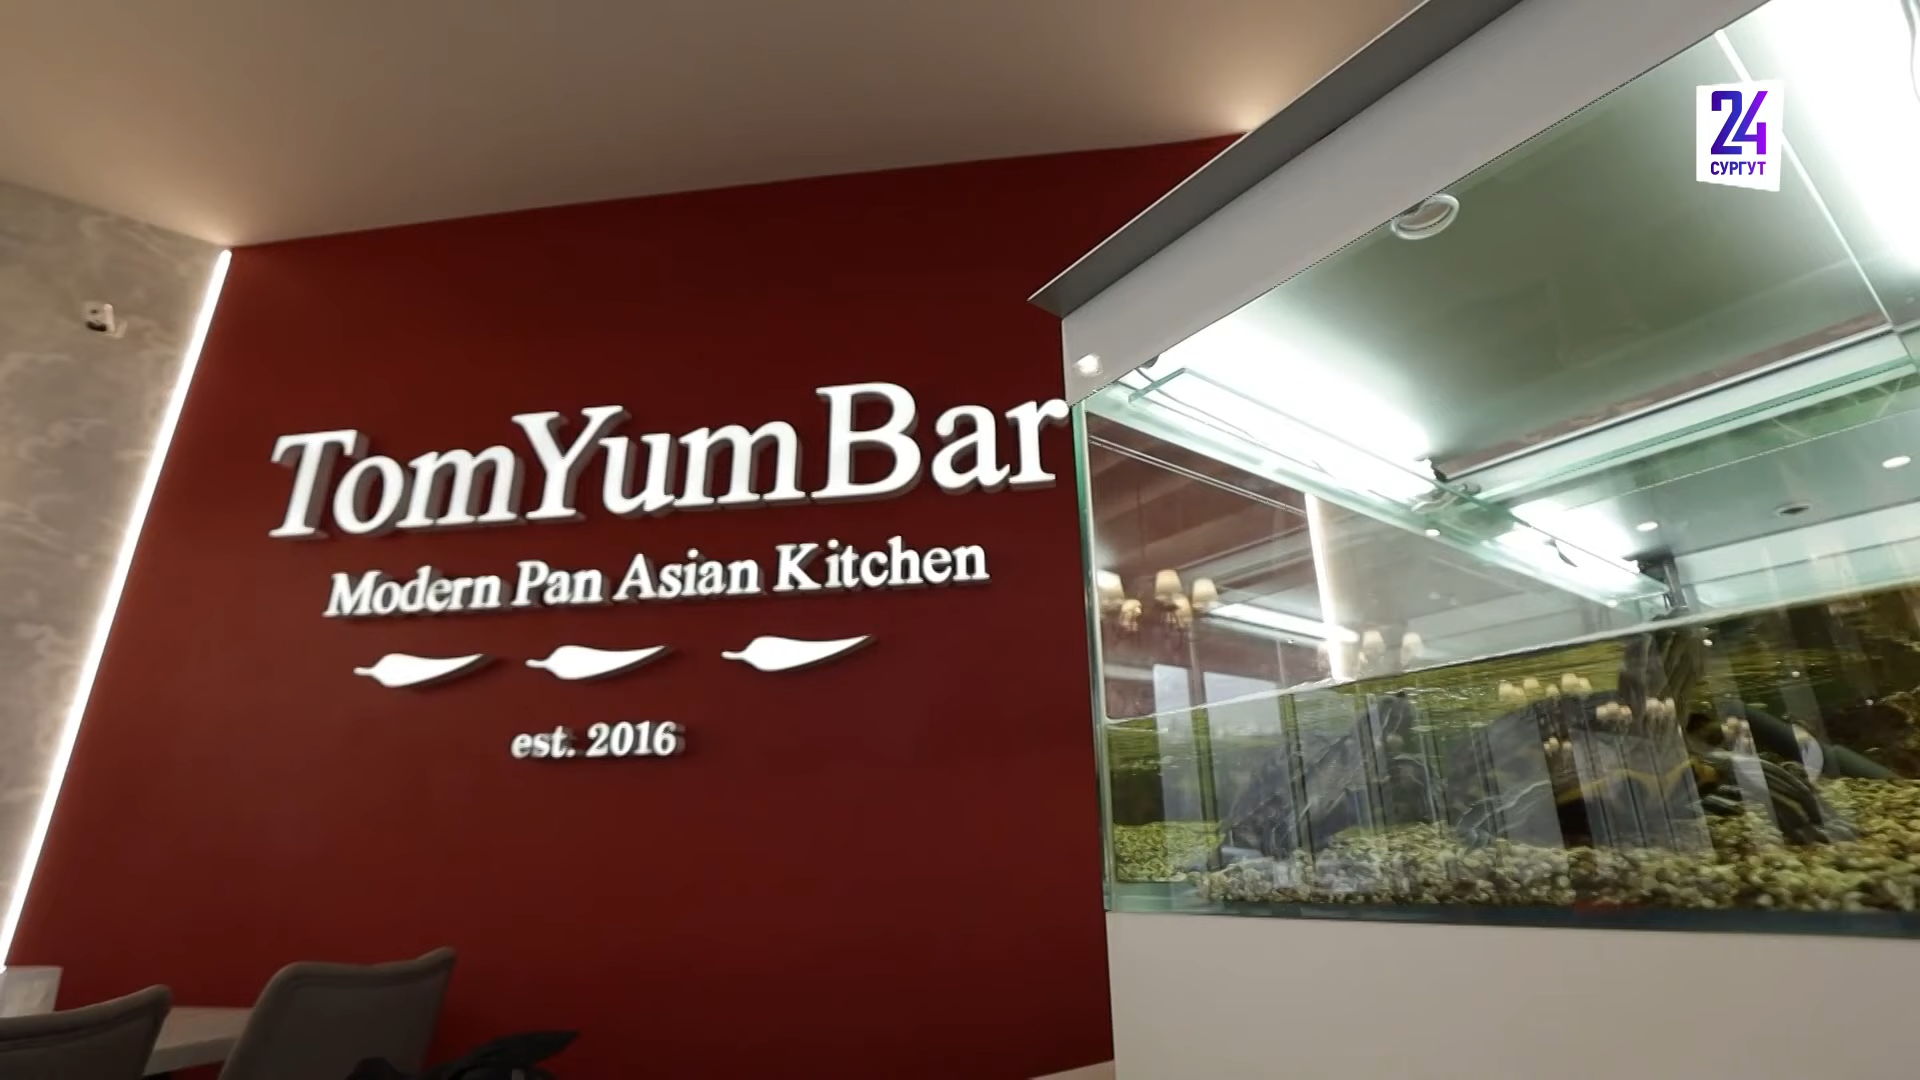 24
СУРГУТ
TomYumBar
Modern Pan Asian Kitchen
est. 2016